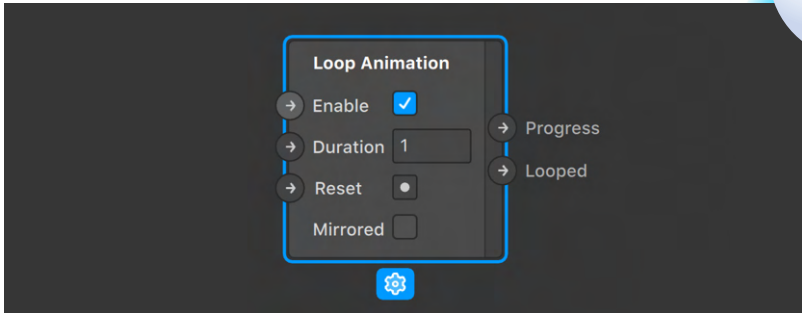 Loop Animation
Enable
Duration 1
Reset
Mirrored
Progress
Looped